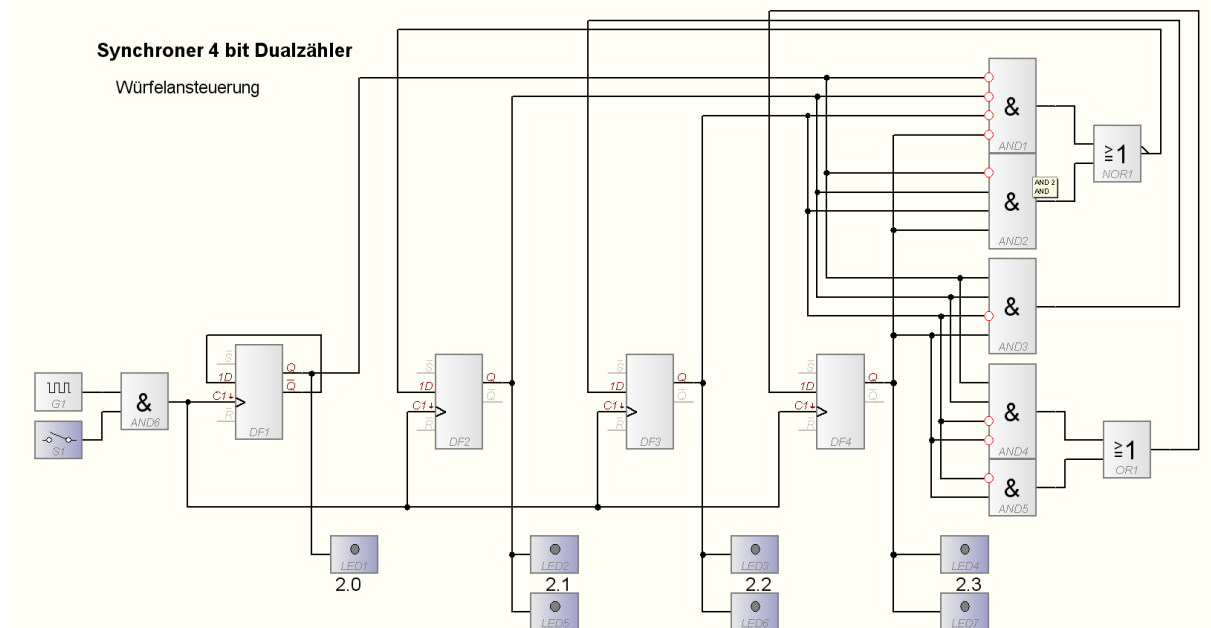 Synchroner 4 bit Dualzähler
Würfelansteuerung
&
AND1
≥1
NOR1
&
AND2
AND 2
AND
&
AND3
G1
S1
&
AND6
S
1D
C1
R
Q
Q
DF1
S
1D
C1
R
Q
Q
DF2
S
1D
C1
R
Q
Q
DF3
S
1D
C1
R
Q
Q
DF4
&
AND4
&
AND5
≥1
OR1
LED1
2.0
LED2
2.1
LED3
2.2
LED4
2.3
LED5
LED6
LED7